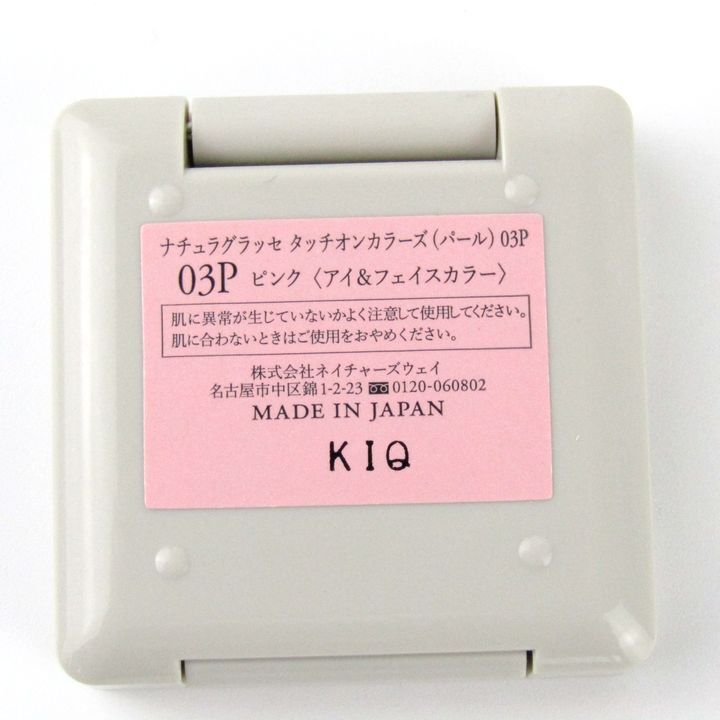 ナチュラグラッセ タッチオンカラーズ（パール）03P
03P ピンク〈アイ&フェイスカラー〉
肌に異常が生じていないかよく注意して使用してください。
肌に合わないときはご使用をおやめください。
株式会社ネイチャーズウェイ
名古屋市中区錦1-2-23 0120-060802
MADE IN JAPAN
KIQ